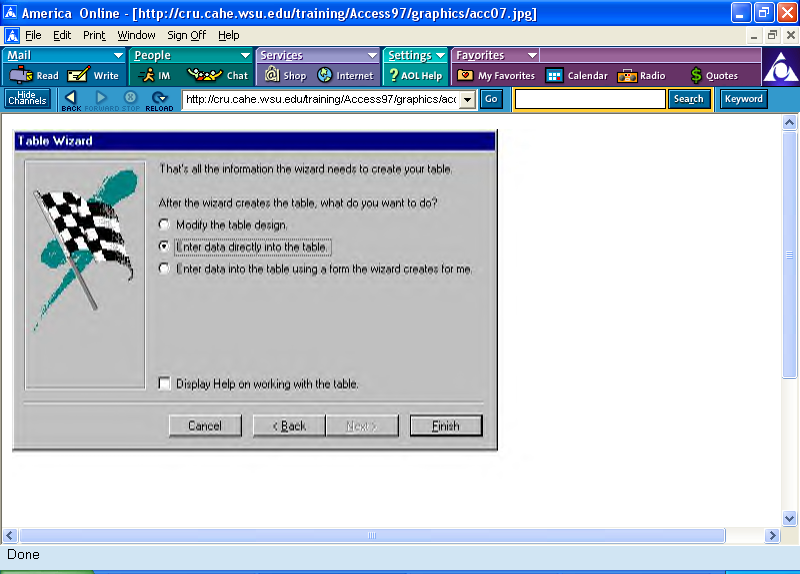 America Online - [http://cru.cahe.wsu.edu/training/Access97/graphics/acc07.jpg]
File Edit Print Window Sign Off Help
Mail People Services Settings Favorites
Read Write IM Chat Shop Internet AOL Help My Favorites Calendar Radio Quotes
Hide Channels BACK FORWARD STOP RELOAD http://cru.cahe.wsu.edu/training/Access97/graphics/acc Go Search Keyword
Table Wizard
That's all the information the wizard needs to create your table.
After the wizard creates the table, what do you want to do?
Modify the table design.
Enter data directly into the table.
Enter data into the table using a form the wizard creates for me.
Display Help on working with the table.
Cancel < Back Next > Finish
Done